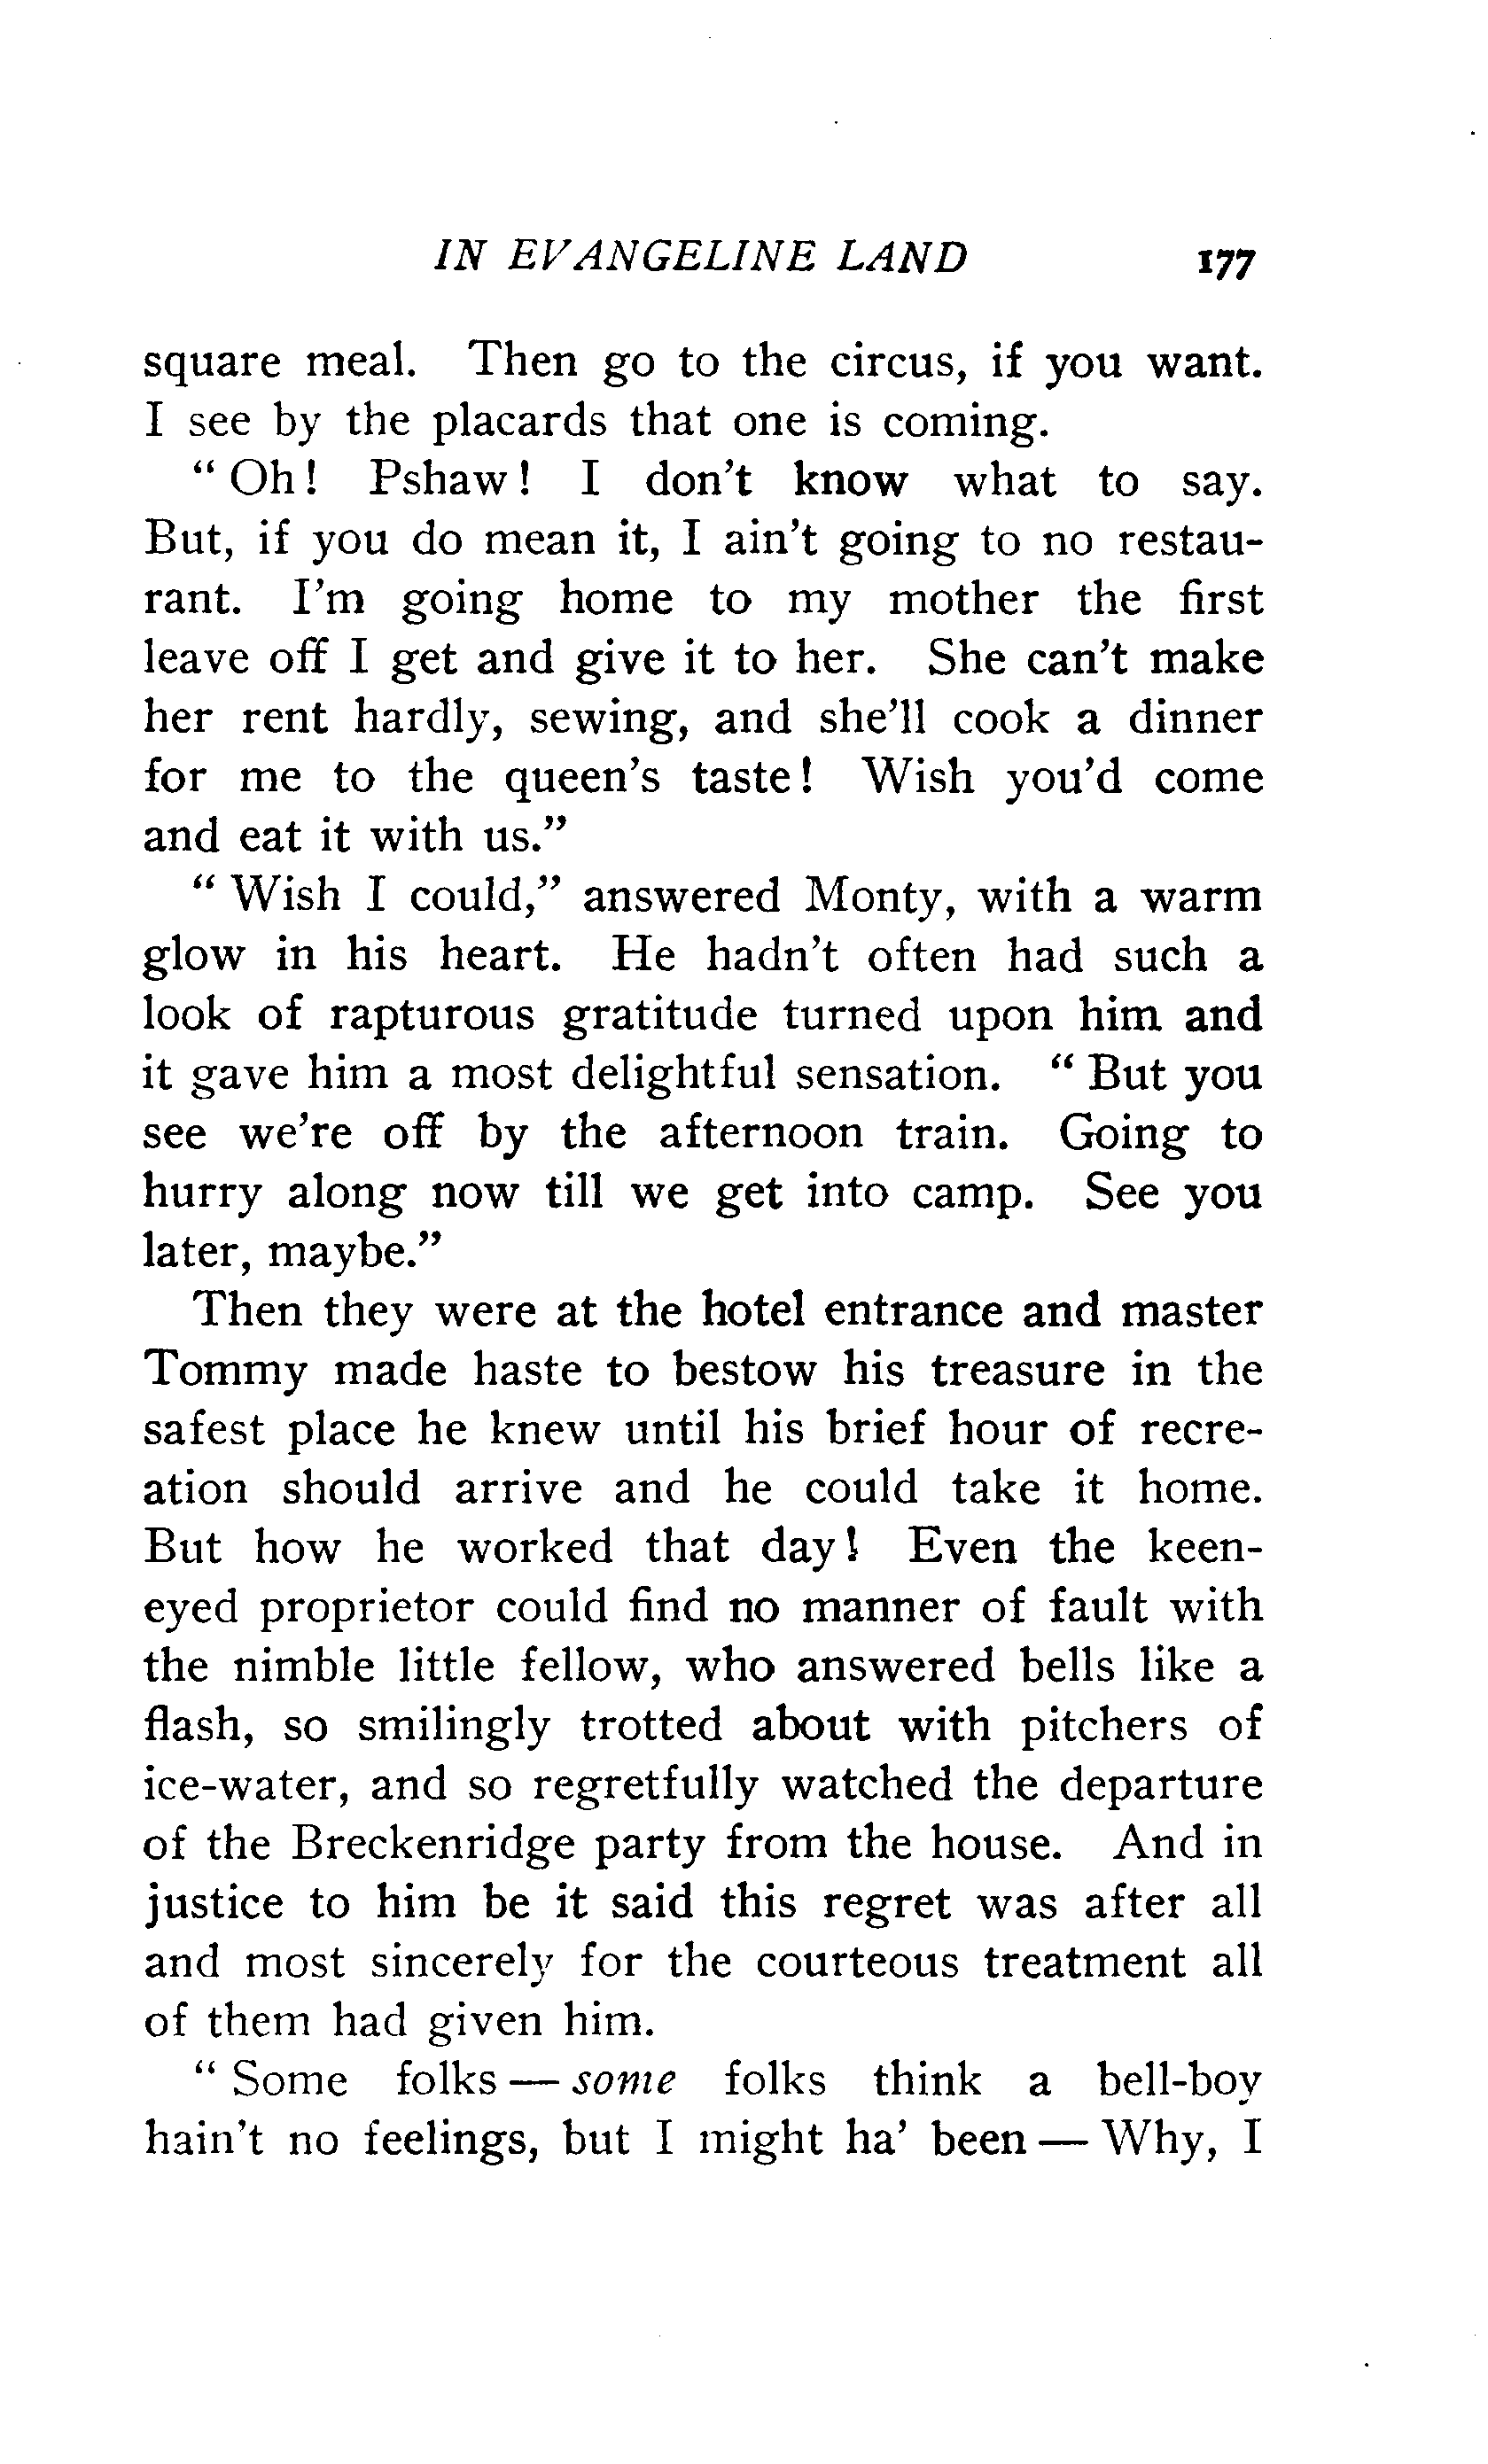 IN EVANGELINE LAND 177
square meal. Then go to the circus, if you want.
I see by the placards that one is coming.
" Oh! Pshaw! I don't know what to say.
But, if you do mean it, I ain't going to no restau-
rant. I'm going home to my mother the first
leave off I get and give it to her. She can't make
her rent hardly, sewing, and she'll cook a dinner
for me to the queen's taste! Wish you'd come
and eat it with us."
" Wish I could," answered Monty, with a warm
glow in his heart. He hadn't often had such a
look of rapturous gratitude turned upon him and
it gave him a most delightful sensation. " But you
see we're off by the afternoon train. Going to
hurry along now till we get into camp. See you
later, maybe."
Then they were at the hotel entrance and master
Tommy made haste to bestow his treasure in the
safest place he knew until his brief hour of recre-
ation should arrive and he could take it home.
But how he worked that day! Even the keen-
eyed proprietor could find no manner of fault with
the nimble little fellow, who answered bells like a
flash, so smilingly trotted about with pitchers of
ice-water, and so regretfully watched the departure
of the Breckenridge party from the house. And in
justice to him be it said this regret was after all
and most sincerely for the courteous treatment all
of them had given him.
" Some folks — some folks think a bell-boy
hain't no feelings, but I might ha' been — Why, I